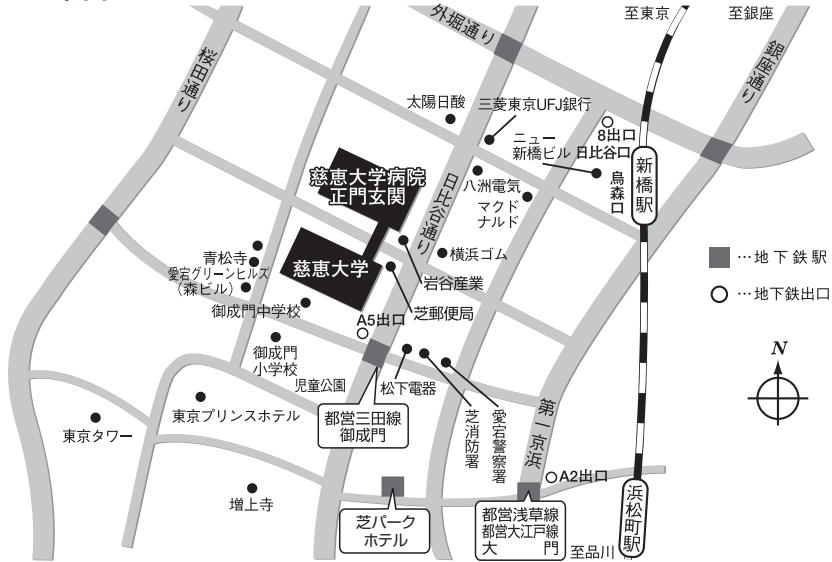 外堀通り
至東京
至銀座
桜田通り
銀座通り
太陽日酸
三菱東京UFJ銀行
8出口
ニュー
新橋ビル
日比谷口
新橋駅
烏森口
慈恵大学病院
正門玄関
八洲電気
マクド
ナルド
日比谷通り
横浜ゴム
…地下鉄駅
青松寺
愛宕グリーンヒルズ
(森ビル)
慈恵大学
岩谷産業
…地下鉄出口
御成門中学校
A5出口
芝郵便局
御成門
小学校
N
児童公園
松下電器
東京プリンスホテル
都営三田線
御成門
芝消防署
愛宕警察署
第一京浜
東京タワー
A2出口
増上寺
芝パーク
ホテル
都営浅草線
都営大江戸線
大門
浜松町駅
至品川